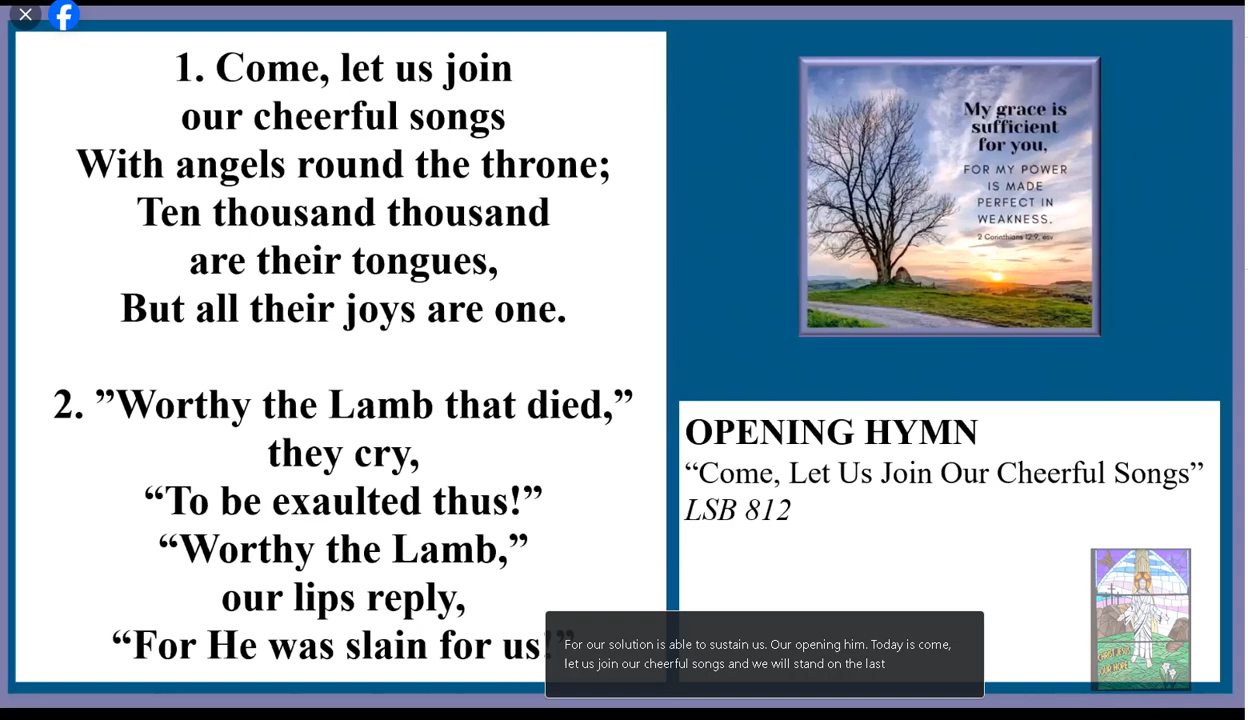 1. Come, let us join
our cheerful songs
With angels round the throne;
Ten thousand thousand
are their tongues,
But all their joys are one.
2. ”Worthy the Lamb that died,”
they cry,
“To be exaulted thus!”
“Worthy the Lamb,”
our lips reply,
“For He was slain for us!”
My grace is
sufficient
for you,
FOR MY POWER
IS MADE
PERFECT IN
WEAKNESS.
2 Corinthians 12:9, esv
OPENING HYMN
“Come, Let Us Join Our Cheerful Songs”
LSB 812
CHRIST JESUS
OUR HOPE
For our solution is able to sustain us. Our opening him. Today is come,
let us join our cheerful songs and we will stand on the last